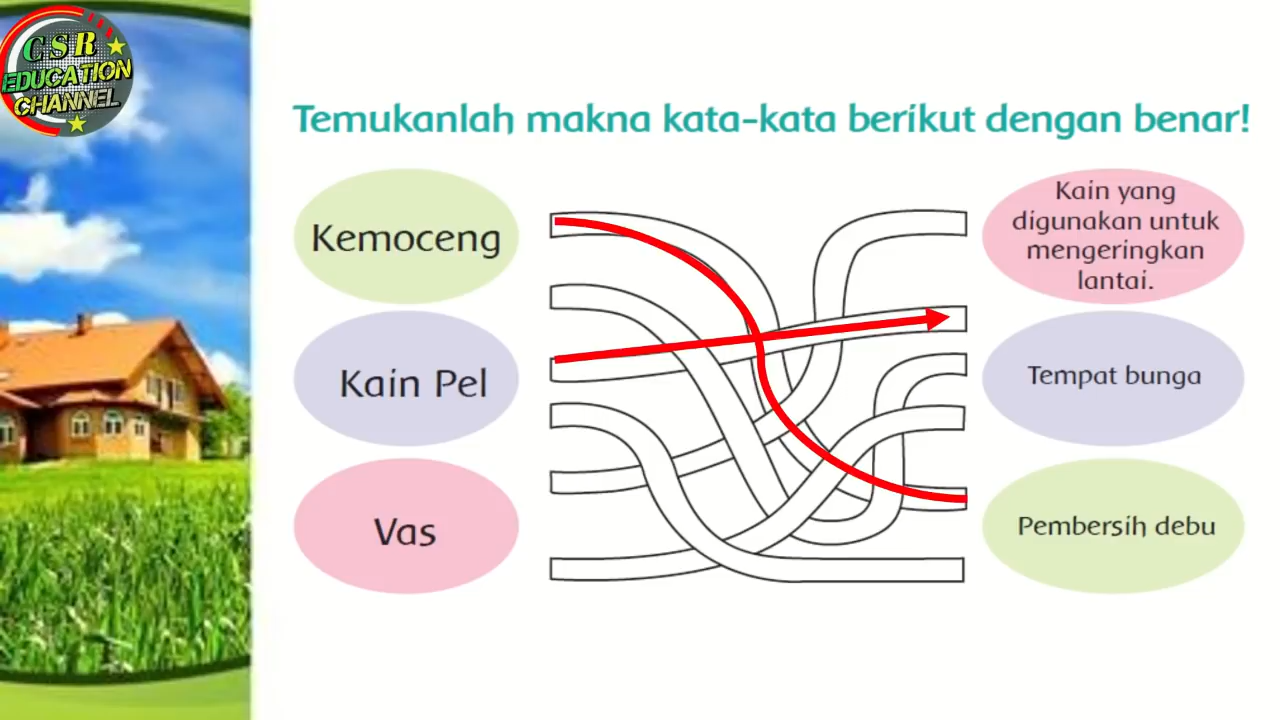 CSR
EDUCATION
CHANNEL
Temukanlah makna kata-kata berikut dengan benar!
Kemoceng
Kain Pel
Vas
Kain yang
digunakan untuk
mengeringkan
lantai.
Tempat bunga
Pembersih debu